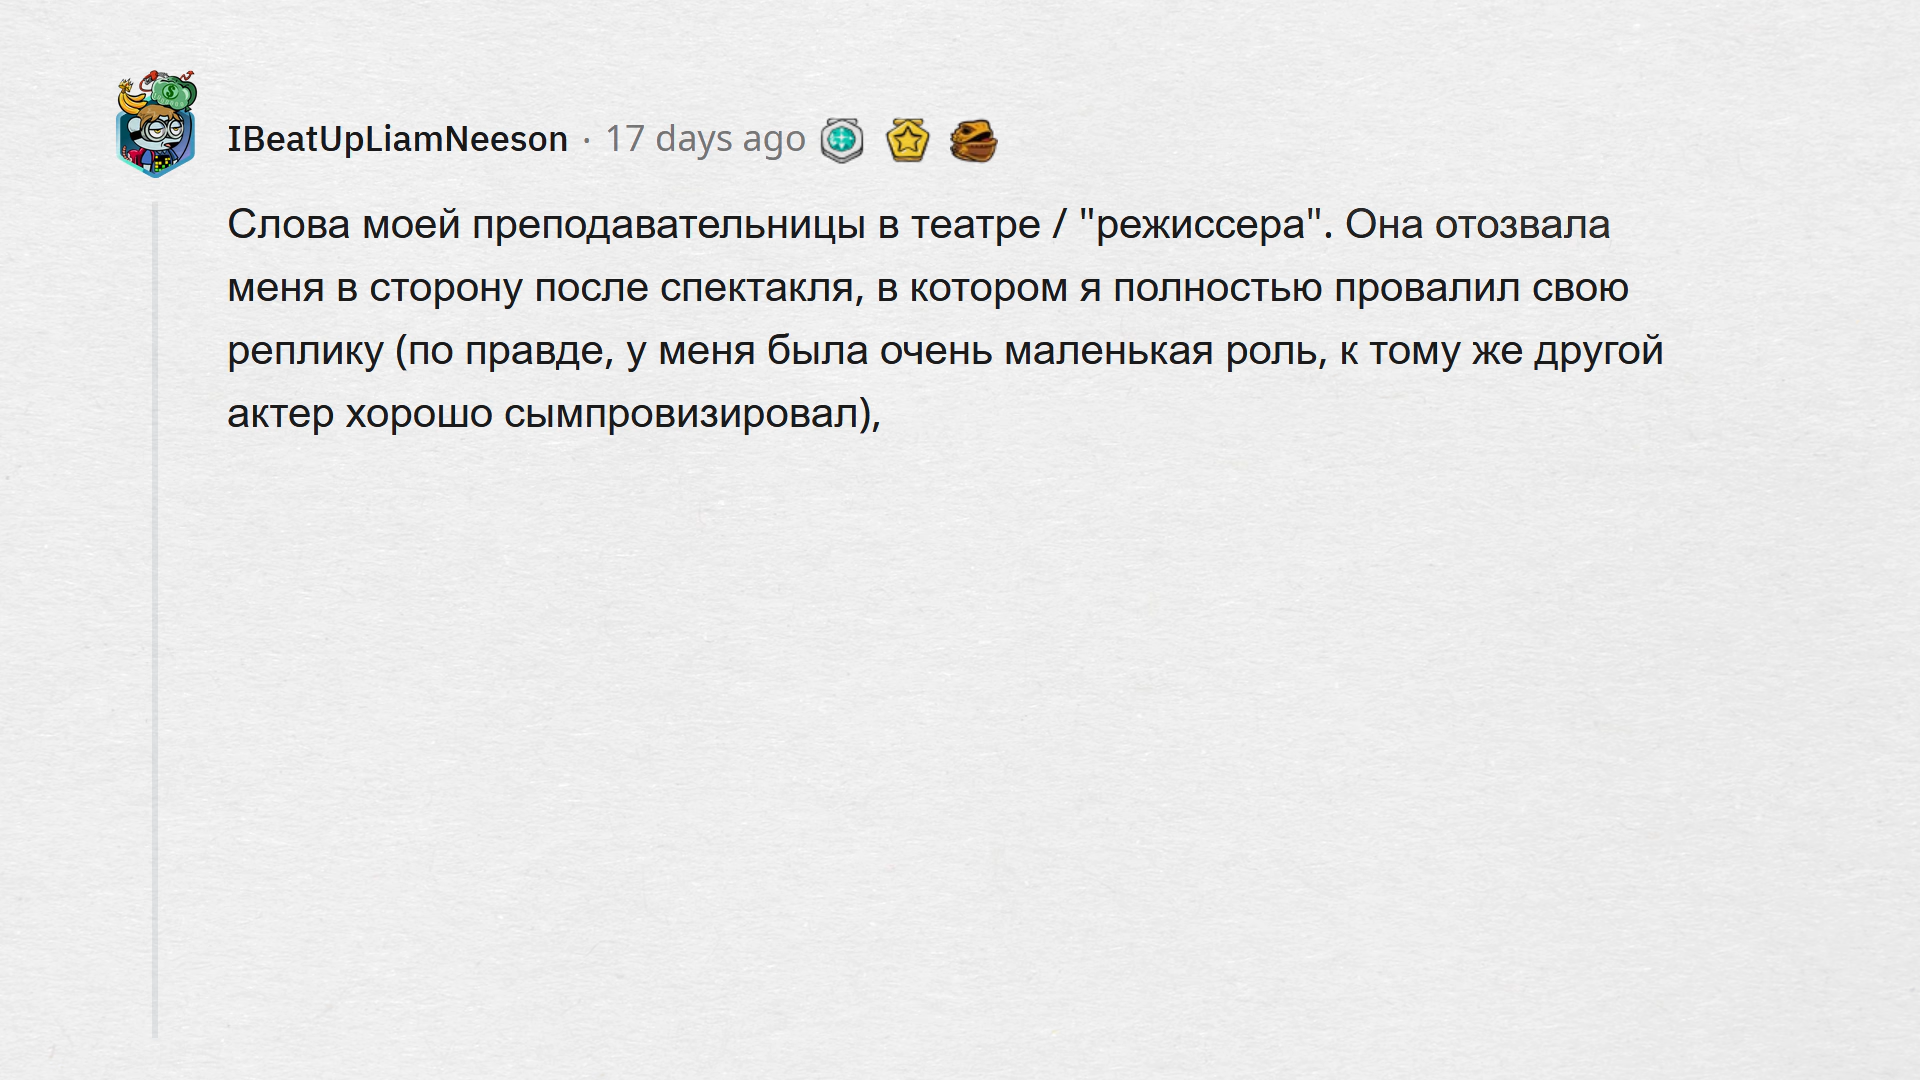 IBeatUpLiamNeeson · 17 days ago
Слова моей преподавательницы в театре / "режиссера". Она отозвала
меня в сторону после спектакля, в котором я полностью провалил свою
реплику (по правде, у меня была очень маленькая роль, к тому же другой
актер хорошо сымпровизировал),